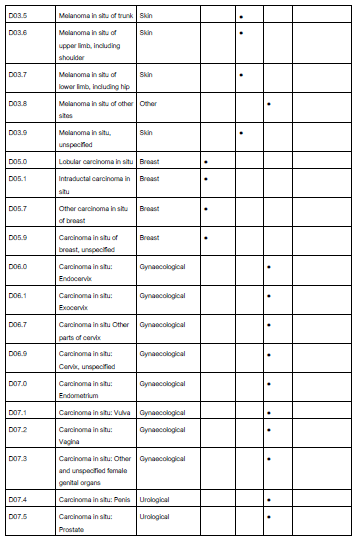 D03.5 Melanoma in situ of trunk Skin •
D03.6 Melanoma in situ of Skin •
upper limb, including
shoulder
D03.7 Melanoma in situ of Skin •
lower limb, including hip
D03.8 Melanoma in situ of other Other •
sites
D03.9 Melanoma in situ, Skin •
unspecified
D05.0 Lobular carcinoma in situ Breast •
D05.1 Intraductal carcinoma in Breast •
situ
D05.7 Other carcinoma in situ Breast •
of breast
D05.9 Carcinoma in situ of Breast •
breast, unspecified
D06.0 Carcinoma in situ: Gynaecological •
Endocervix
D06.1 Carcinoma in situ: Gynaecological •
Exocervix
D06.7 Carcinoma in situ Other Gynaecological •
parts of cervix
D06.9 Carcinoma in situ: Gynaecological •
Cervix, unspecified
D07.0 Carcinoma in situ: Gynaecological •
Endometrium
D07.1 Carcinoma in situ: Vulva Gynaecological •
D07.2 Carcinoma in situ: Gynaecological •
Vagina
D07.3 Carcinoma in situ: Other Gynaecological •
and unspecified female
genital organs
D07.4 Carcinoma in situ: Penis Urological •
D07.5 Carcinoma in situ: Urological •
Prostate